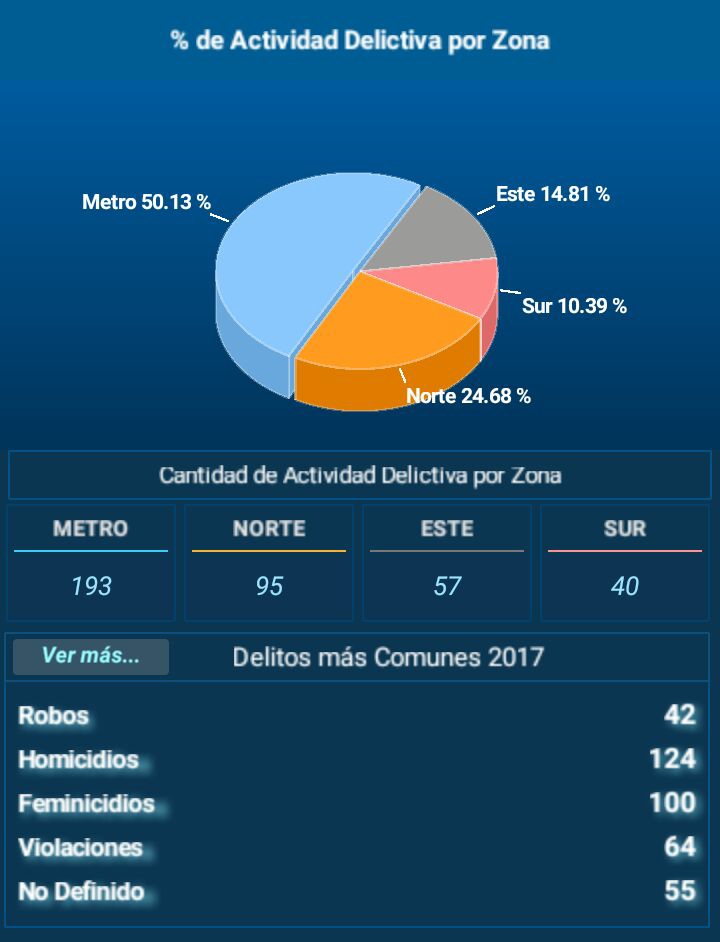 % de Actividad Delictiva por Zona
Metro 50.13 %
Este 14.81 %
Sur 10.39 %
Norte 24.68 %
Cantidad de Actividad Delictiva por Zona
METRO NORTE ESTE SUR
193 95 57 40
Ver más... Delitos más Comunes 2017
Robos 42
Homicidios 124
Feminicidios 100
Violaciones 64
No Definido 55